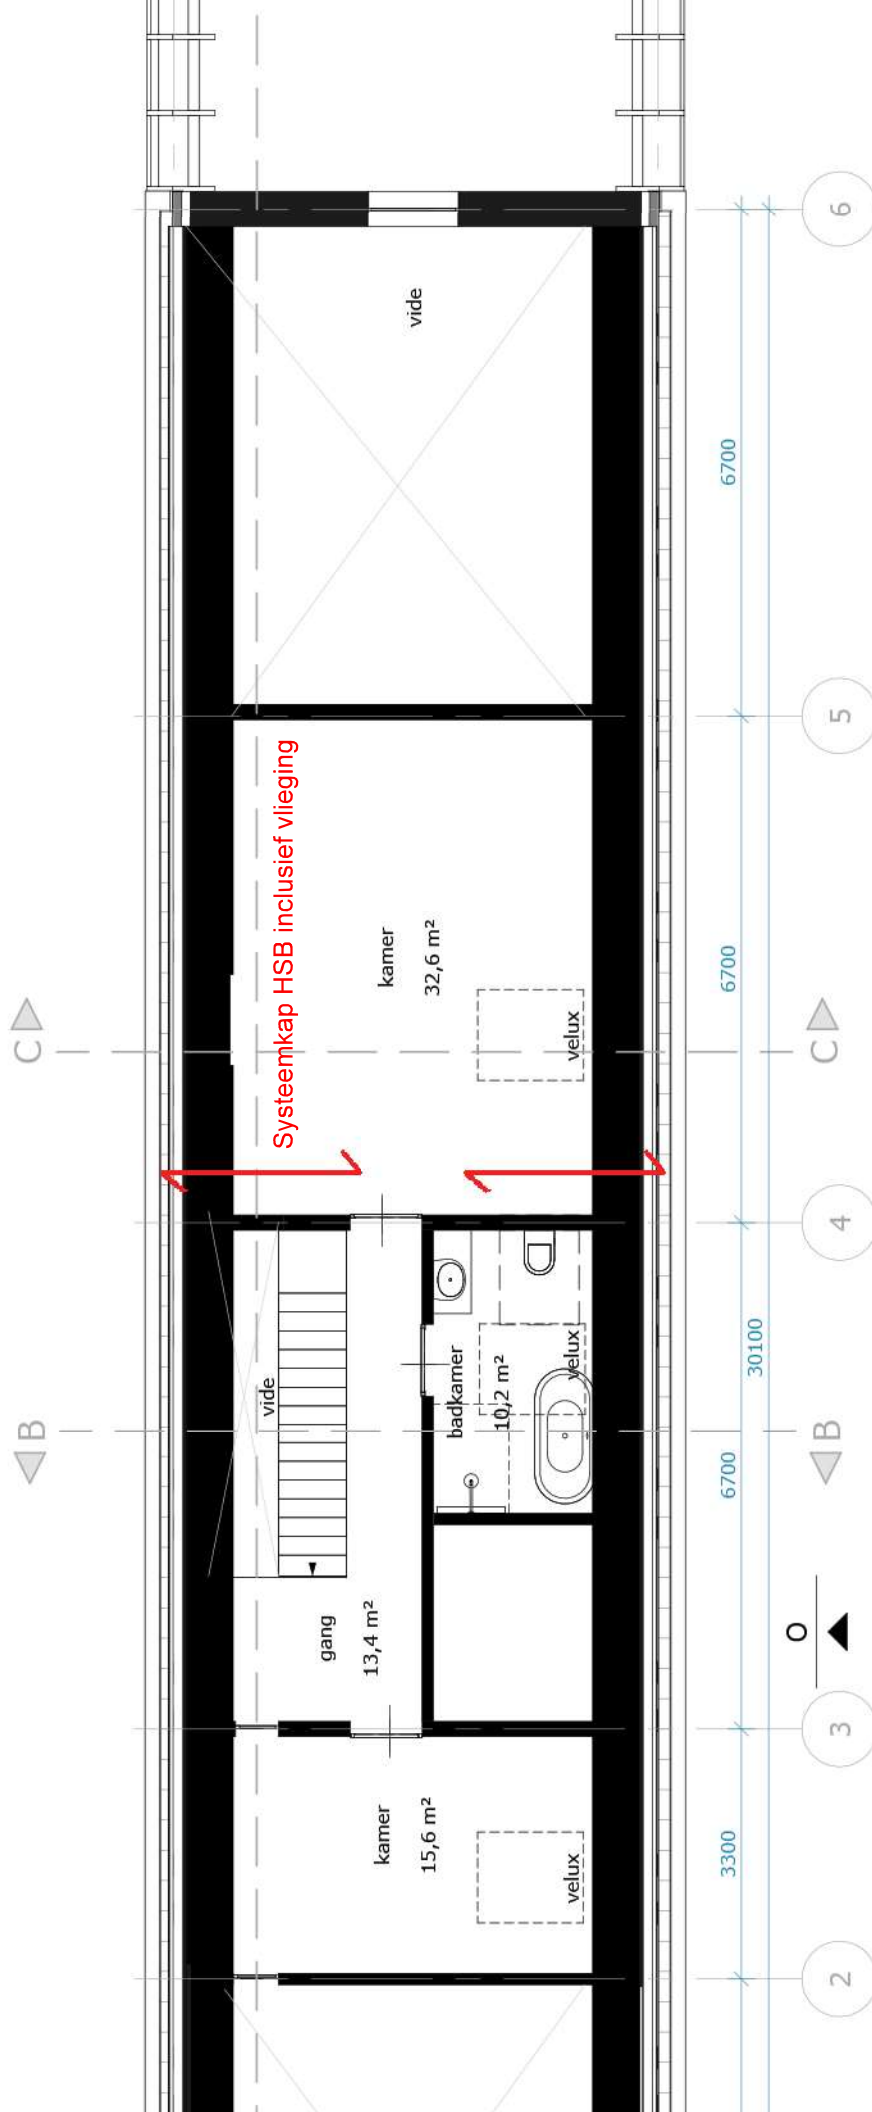 6
vide
6700
5
Systeemkap HSB inclusief vlieging
kamer
32,6 m²
6700
velux
C
C
4
vide
badkamer
10,2 m²
velux
30100
B
B
6700
gang
13,4 m²
O
3
kamer
15,6 m²
velux
3300
2